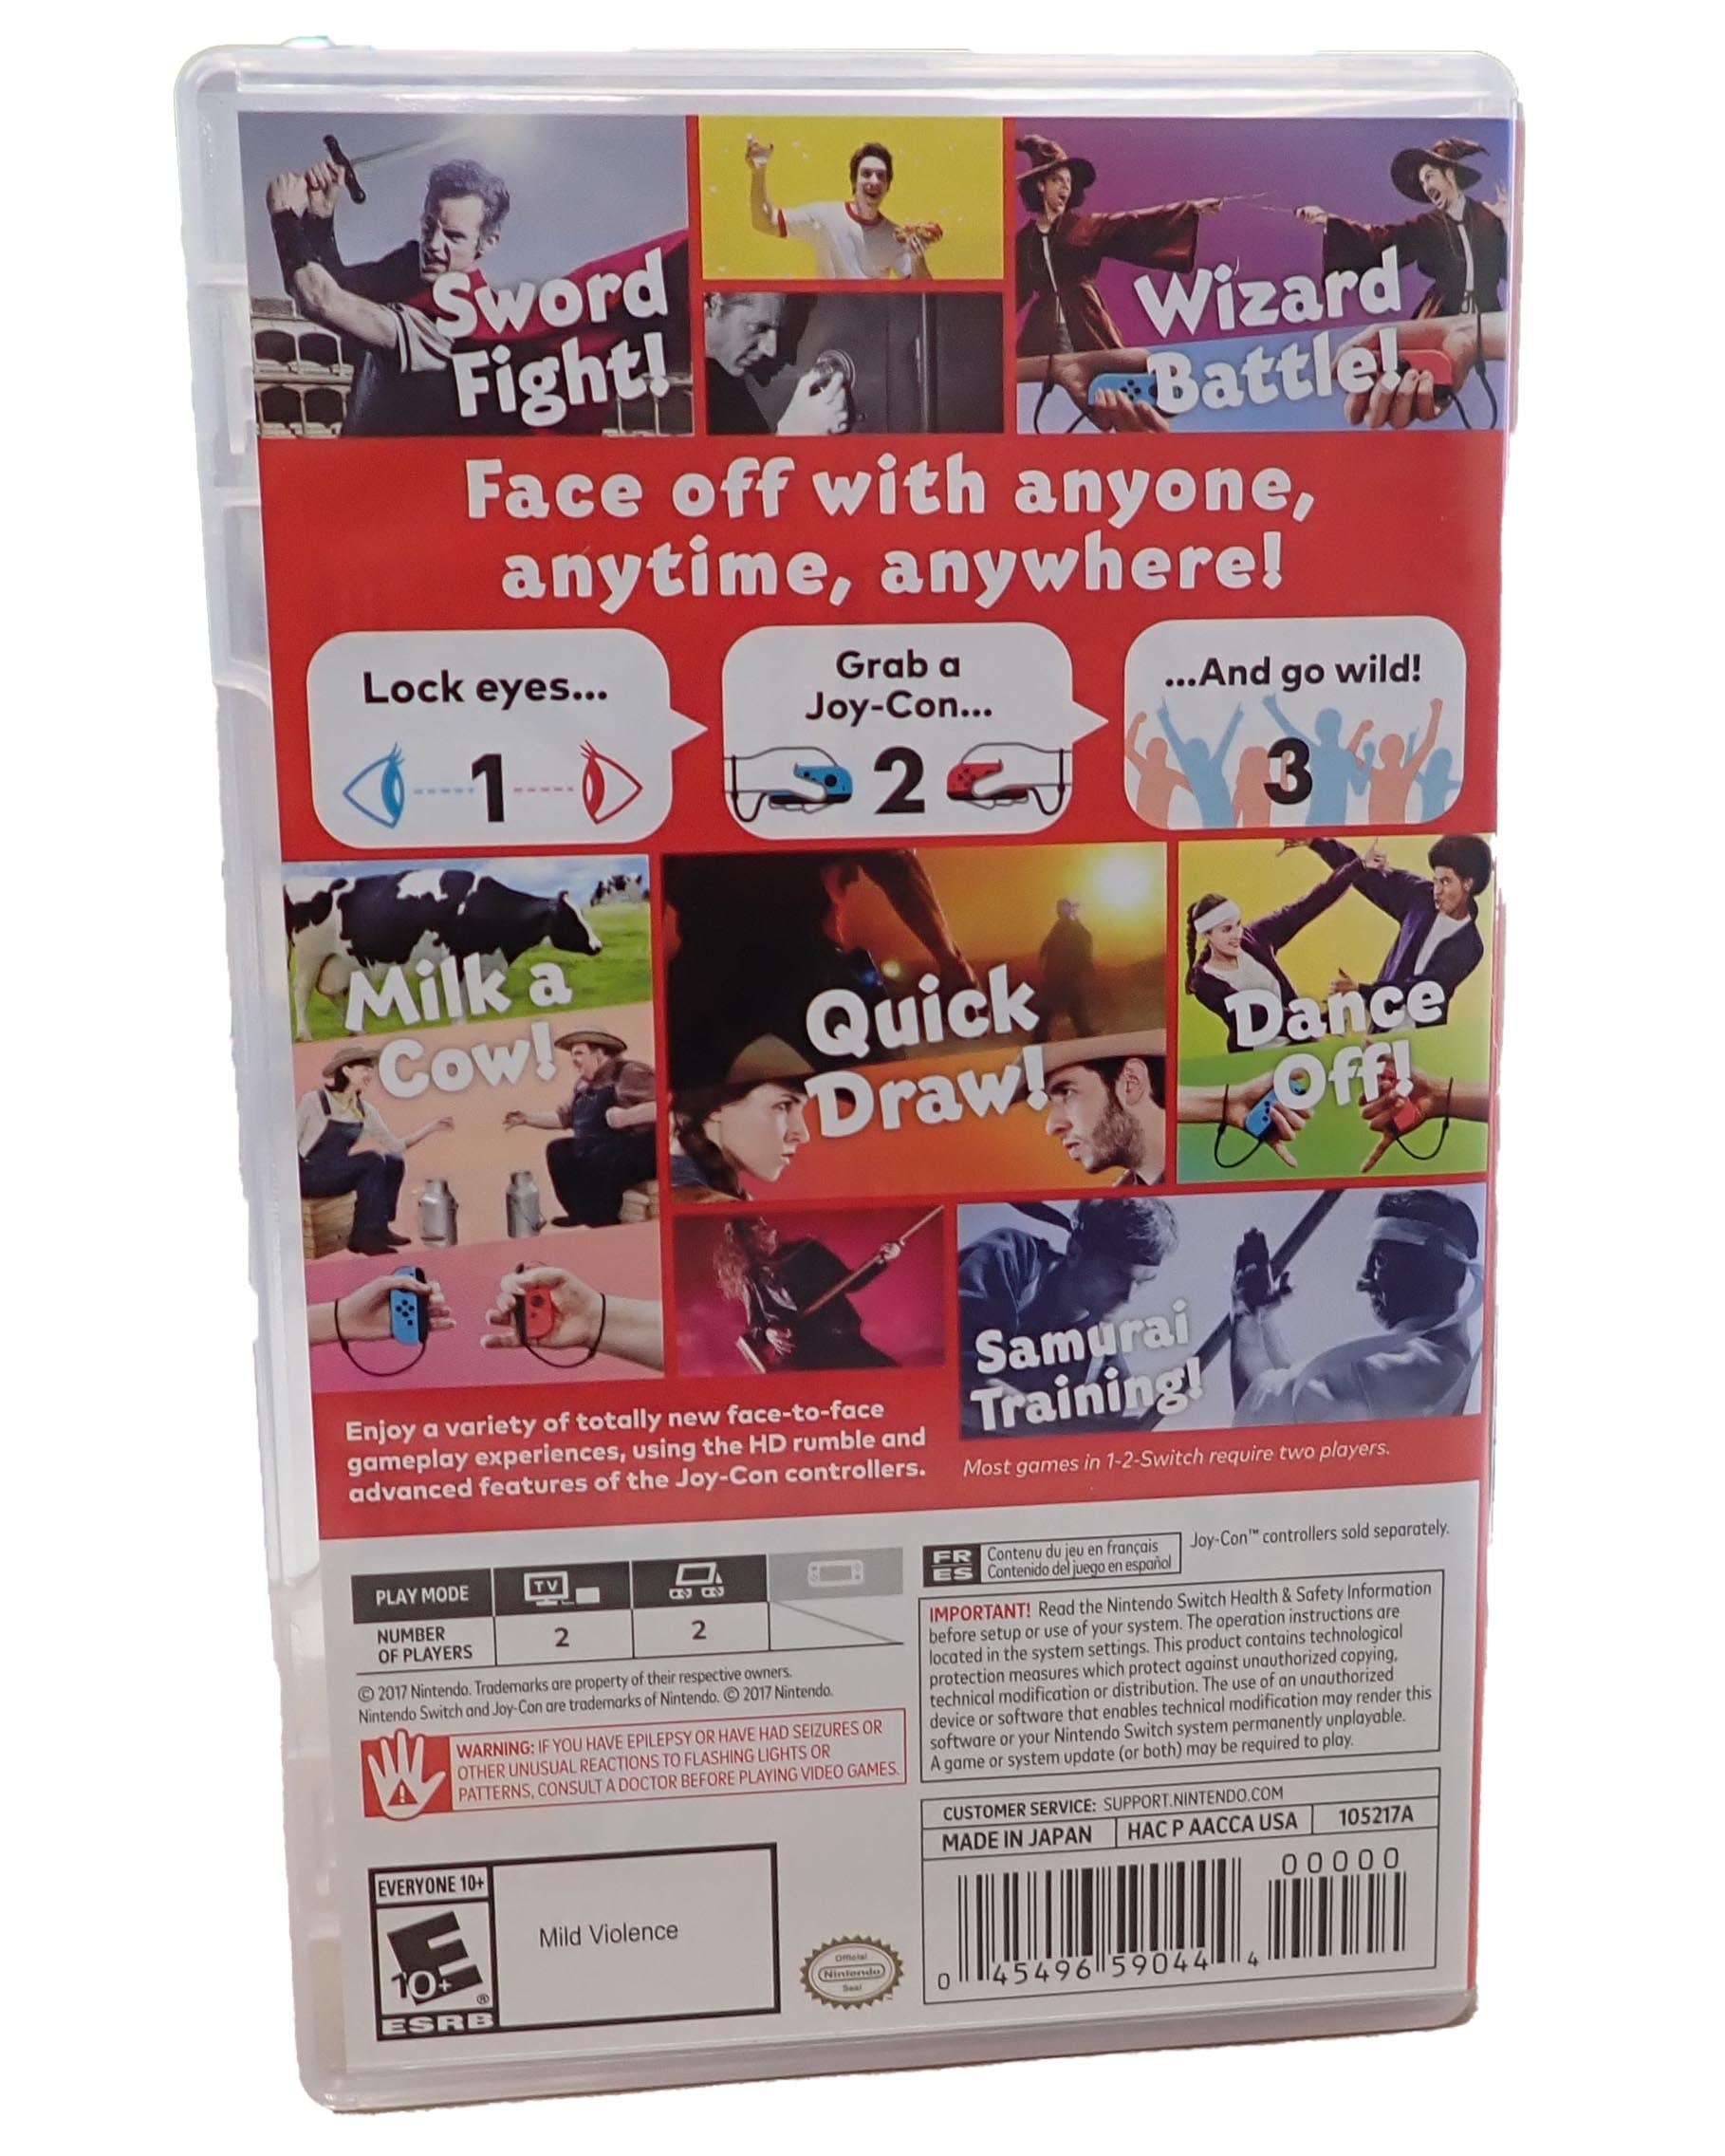 Sword
Fight!
Wizard
Battle!
Face off with anyone,
anytime, anywhere!
Lock eyes...
1
Grab a
Joy-Con...
2
...And go wild!
3
Milk a
Cow!
Quick
Draw!
Dance
Off!
Samurai
Training!
Enjoy a variety of totally new face-to-face
gameplay experiences, using the HD rumble and
advanced features of the Joy-Con controllers.
Most games in 1-2-Switch require two players.
PLAY MODE
TV
NUMBER
OF PLAYERS
2
2
© 2017 Nintendo. Trademarks are property of their respective owners.
Nintendo Switch and Joy-Con are trademarks of Nintendo. © 2017 Nintendo.
WARNING: IF YOU HAVE EPILEPSY OR HAVE HAD SEIZURES OR
OTHER UNUSUAL REACTIONS TO FLASHING LIGHTS OR
PATTERNS, CONSULT A DOCTOR BEFORE PLAYING VIDEO GAMES.
EVERYONE 10+
E
10+
®
ESRB
Mild Violence
Official
Nintendo
Seal
FR
ES
Contenu du jeu en français
Contenido del juego en español
Joy-Con™ controllers sold separately.
IMPORTANT! Read the Nintendo Switch Health & Safety Information
before setup or use of your system. The operation instructions are
located in the system settings. This product contains technological
protection measures which protect against unauthorized copying,
technical modification or distribution. The use of an unauthorized
device or software that enables technical modification may render this
software or your Nintendo Switch system permanently unplayable.
A game or system update (or both) may be required to play.
CUSTOMER SERVICE: SUPPORT.NINTENDO.COM
MADE IN JAPAN
HAC P AACCA USA
105217A
00000
0 45496 59044 4